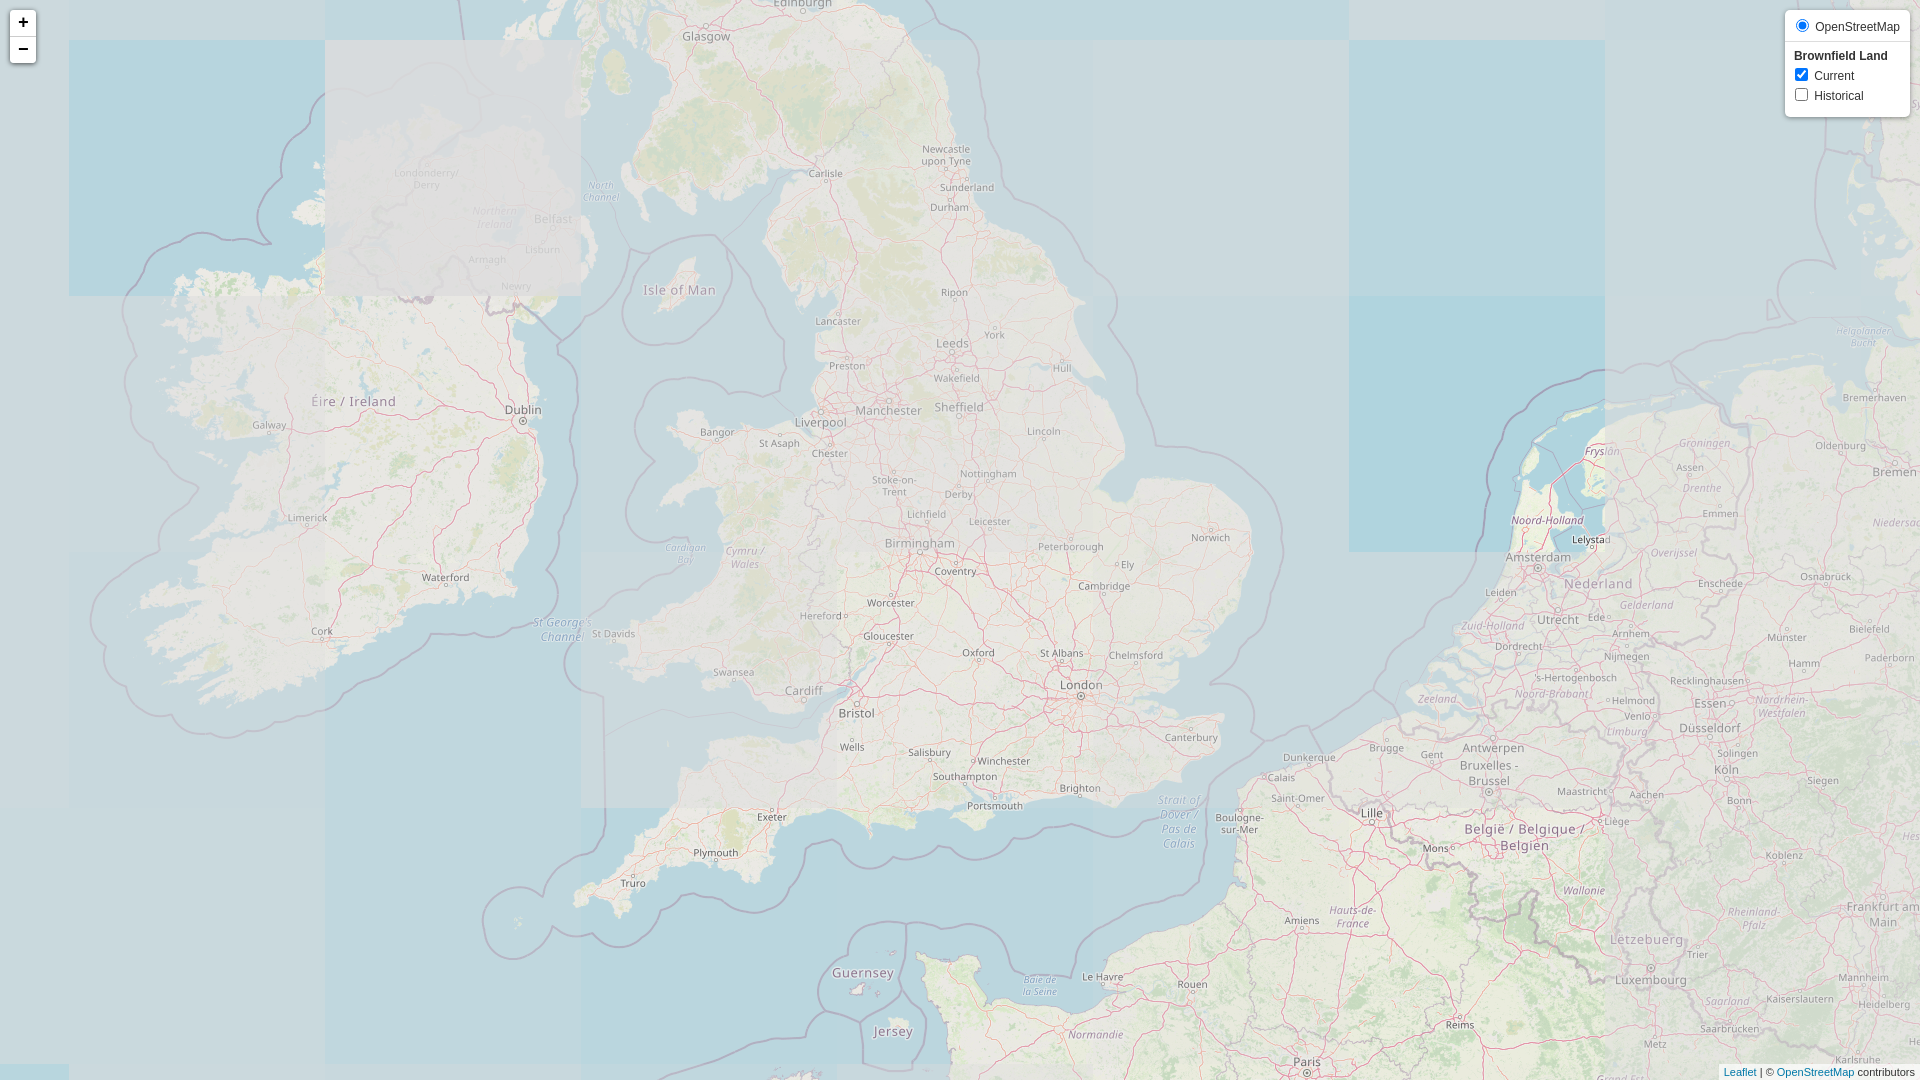 +
−
OpenStreetMap
Brownfield Land
Current
Historical
Edinburgh
Glasgow
Newcastle
upon Tyne
Londonderry/
Derry
Carlisle
Sunderland
North
Channel
Durham
Northern
Ireland
Belfast
Lisburn
Armagh
Newry
Isle of Man
Ripon
Lancaster
York
Helgoländer
Bucht
Leeds
Preston
Hull
Wakefield
Éire / Ireland
Dublin
Manchester
Sheffield
Bremerhaven
Galway
Liverpool
Bangor
St Asaph
Lincoln
Groningen
Oldenburg
Chester
Fryslân
Assen
Bremen
Nottingham
Stoke-on-
Trent
Derby
Drenthe
Limerick
Lichfield
Leicester
Emmen
Noord-Holland
Niedersac
Birmingham
Peterborough
Norwich
Lelystad
Cardigan
Bay
Cymru /
Wales
Amsterdam
Overijssel
Coventry
Ely
Waterford
Cambridge
Nederland
Enschede
Osnabrück
Leiden
Worcester
Gelderland
Hereford
St George's
Channel
Utrecht
Ede
Cork
St Davids
Gloucester
Zuid-Holland
Arnhem
Münster
Bielefeld
Oxford
St Albans
Chelmsford
Dordrecht
Nijmegen
Hamm
Paderborn
Swansea
's-Hertogenbosch
Recklinghausen
Cardiff
London
Zeeland
Noord-Brabant
Helmond
Essen
Nordrhein-
Westfalen
Bristol
Venlo
Düsseldorf
Limburg
Canterbury
Wells
Salisbury
Winchester
Dunkerque
Brugge
Gent
Antwerpen
Bruxelles -
Brussel
Solingen
Köln
Southampton
Calais
Siegen
Brighton
Maastricht
Aachen
Saint-Omer
Bonn
Portsmouth
Strait of
Dover /
Pas de
Calais
Exeter
Boulogne-
sur-Mer
Lille
Liège
België / Belgique /
Belgien
Mons
Plymouth
Koblenz
Truro
Wallonie
Hauts-de-
France
Amiens
Rheinland-
Pfalz
Frankfurt am
Main
Lëtzebuerg
Trier
Guernsey
Le Havre
Baie de
la Seine
Rouen
Luxembourg
Mannheim
Kaiserslautern
Saarland
Heidelberg
Jersey
Normandie
Reims
Saarbrücken
Metz
Paris
Karlsruhe
Grand Est
Leaflet | © OpenStreetMap contributors